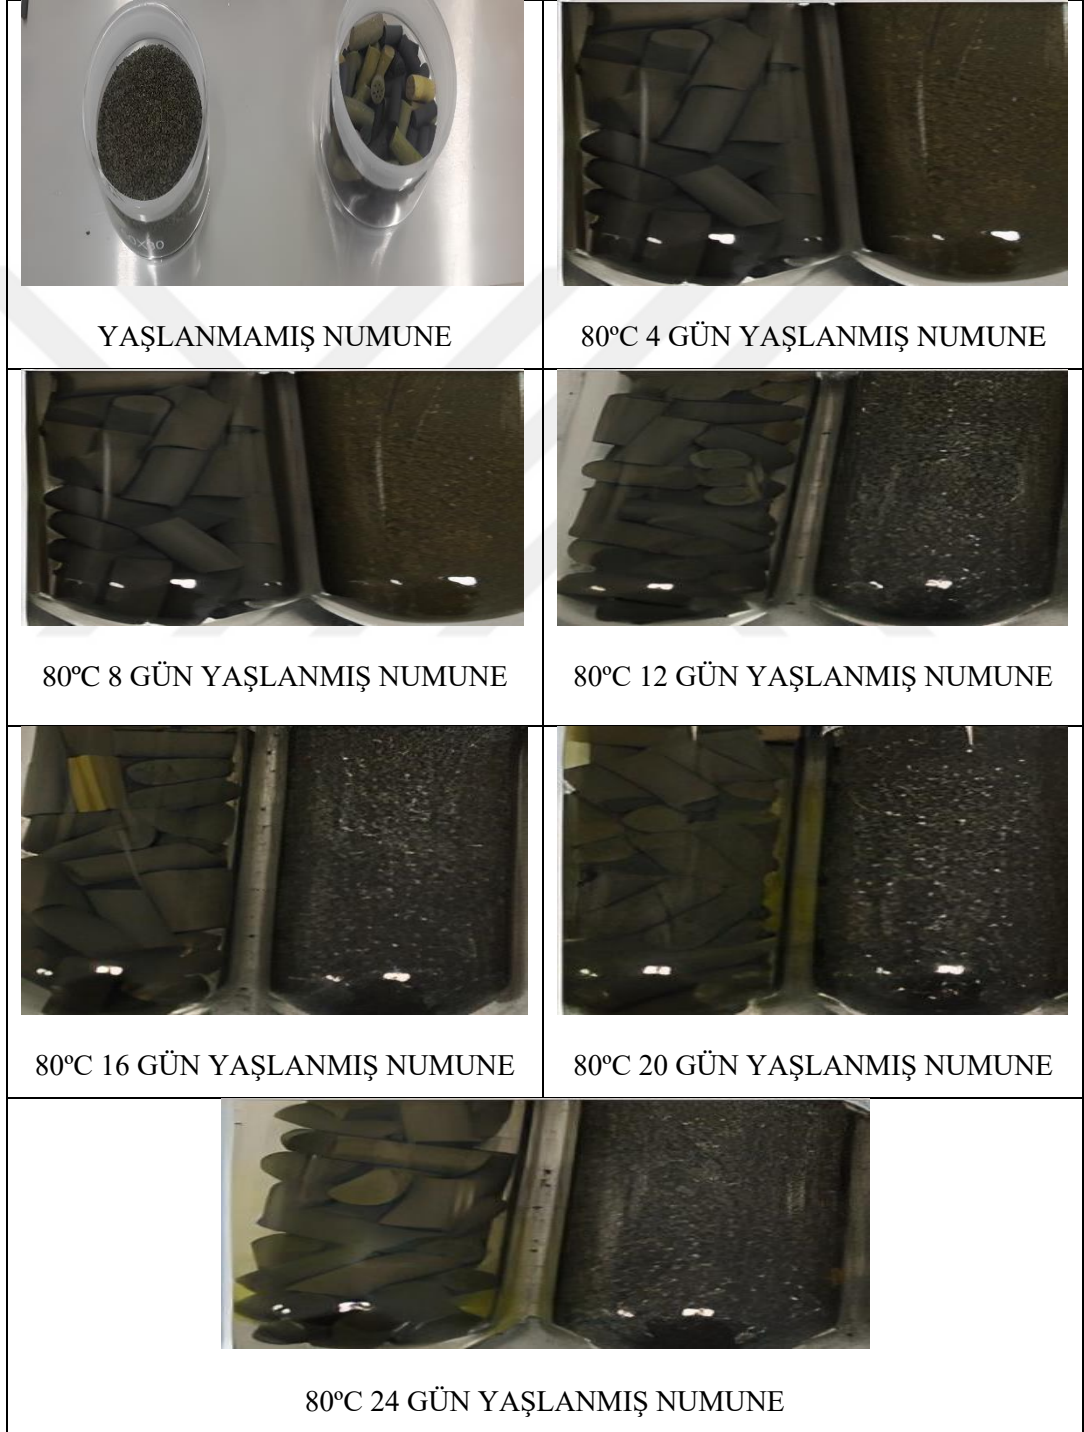 YAŞLANMAMIŞ NUMUNE
80ºC 4 GÜN YAŞLANMIŞ NUMUNE
80ºC 8 GÜN YAŞLANMIŞ NUMUNE
80ºC 12 GÜN YAŞLANMIŞ NUMUNE
80ºC 16 GÜN YAŞLANMIŞ NUMUNE
80ºC 20 GÜN YAŞLANMIŞ NUMUNE
80ºC 24 GÜN YAŞLANMIŞ NUMUNE